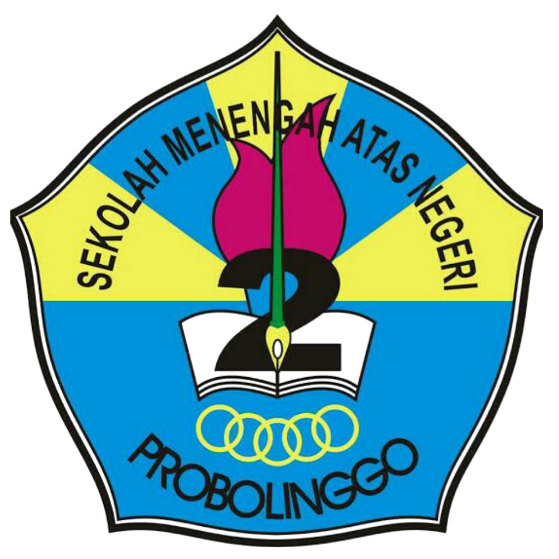 SEKOLAH MENENGAH ATAS NEGERI
2
PROBOLINGGO